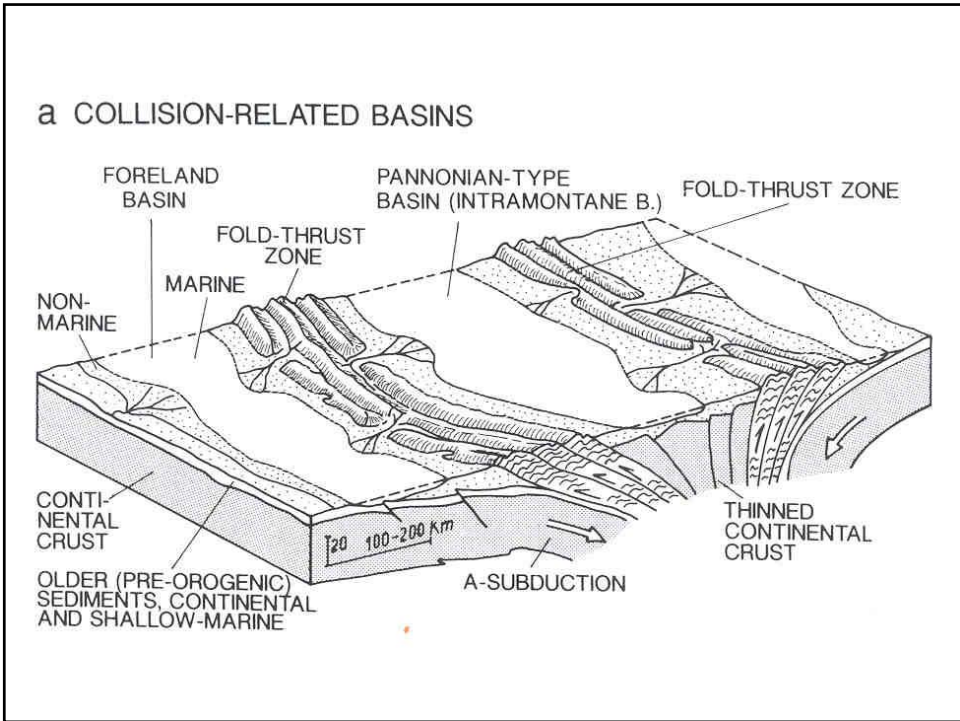 a COLLISION-RELATED BASINS
FORELAND
BASIN
PANNONIAN-TYPE
BASIN (INTRAMONTANE B.)
FOLD-THRUST ZONE
FOLD-THRUST
ZONE
MARINE
NON-
MARINE
CONTI-
NENTAL
CRUST
20 100-200 Km
THINNED
CONTINENTAL
CRUST
A-SUBDUCTION
OLDER (PRE-OROGENIC)
SEDIMENTS, CONTINENTAL
AND SHALLOW-MARINE